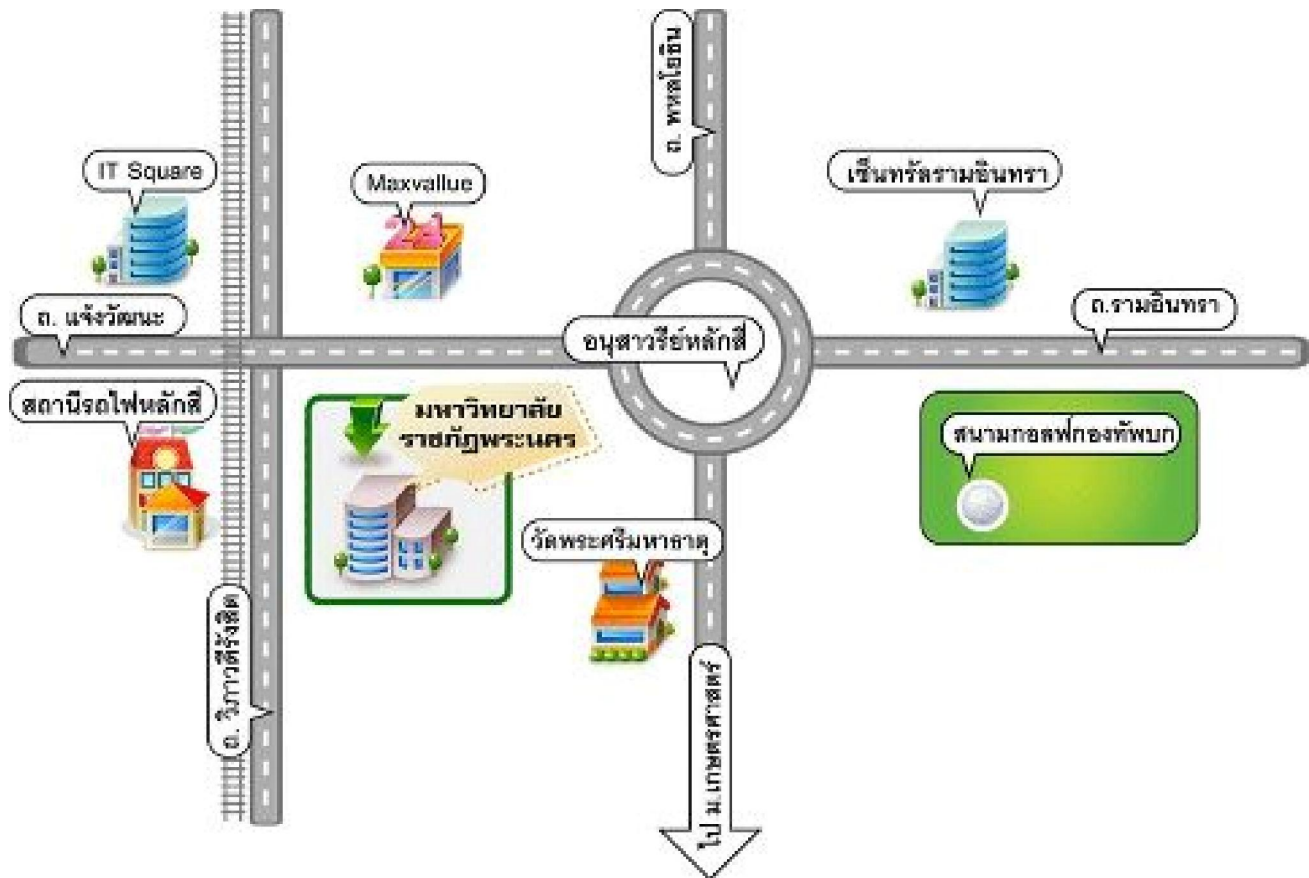 ถ. พหลโยธิน
IT Square
Maxvallue
24
เซ็นทรัลรามอินทรา
ถ. แจ้งวัฒนะ
ถ.รามอินทรา
อนุสาวรีย์หลักสี่
สถานีรถไฟหลักสี่
มหาวิทยาลัย
ราชภัฏพระนคร
สนามกอล์ฟกองทัพบก
วัดพระศรีมหาธาตุ
ถ. วิภาวดีรังสิต
ไป ม.เกษตรศาสตร์